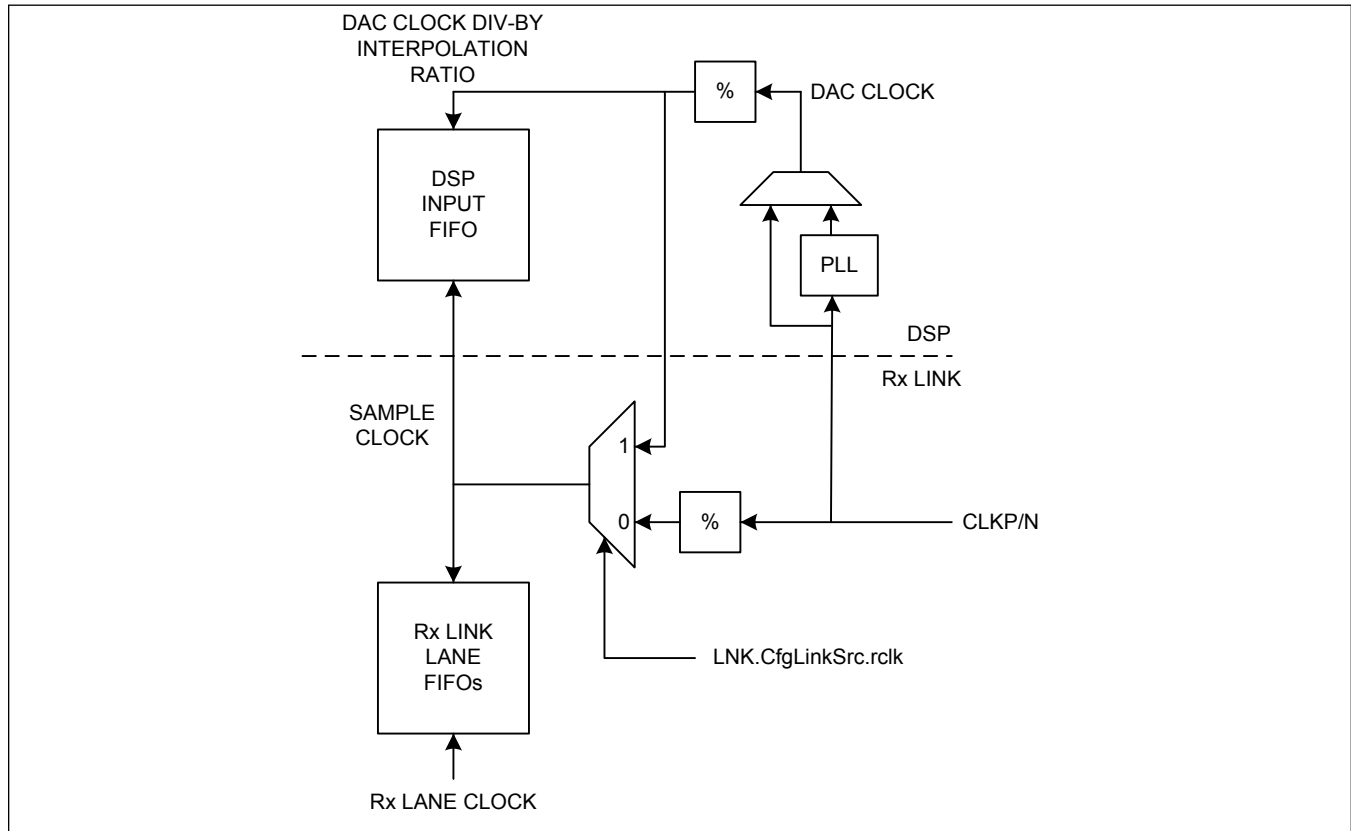 DAC CLOCK DIV-BY
INTERPOLATION
RATIO
%
DAC CLOCK
DSP
INPUT
FIFO
PLL
DSP
Rx LINK
SAMPLE
CLOCK
1
0
%
CLKP/N
Rx LINK
LANE
FIFOs
LNK.CfgLinkSrc.rclk
Rx LANE CLOCK